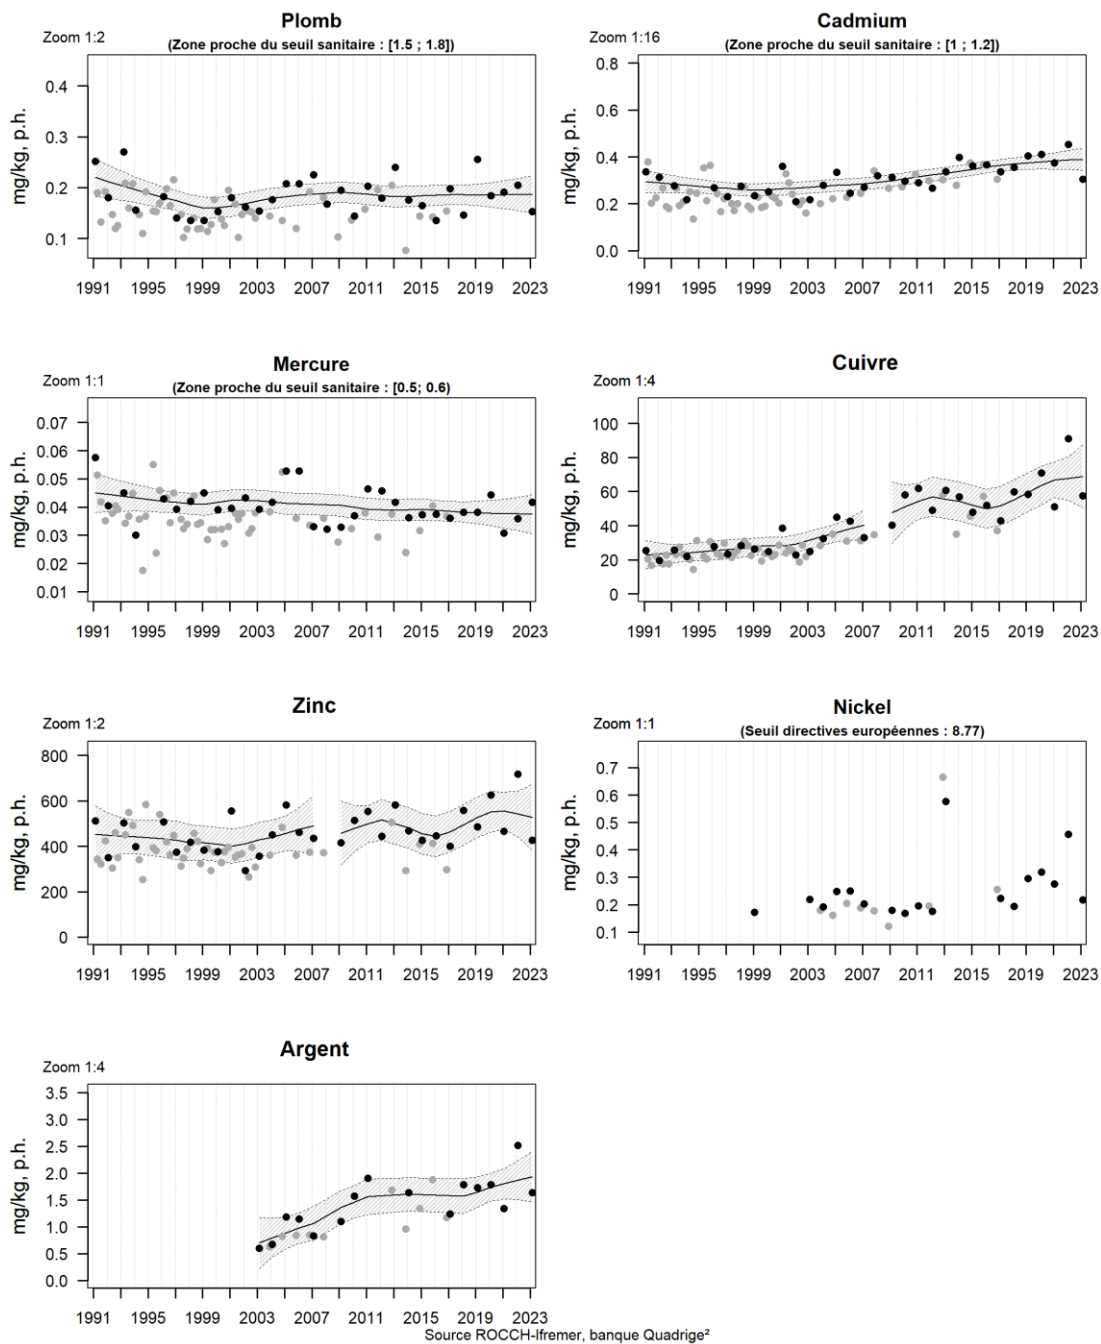 Plomb
Zoom 1:2
(Zone proche du seuil sanitaire : [1.5 ; 1.8])
mg/kg, p.h.
0.4
0.3
0.2
0.1
1991 1995 1999 2003 2007 2011 2015 2019 2023
Cadmium
Zoom 1:16
(Zone proche du seuil sanitaire : [1 ; 1.2])
mg/kg, p.h.
0.8
0.6
0.4
0.2
0.0
1991 1995 1999 2003 2007 2011 2015 2019 2023
Mercure
Zoom 1:1
(Zone proche du seuil sanitaire : [0.5; 0.6)
mg/kg, p.h.
0.07
0.06
0.05
0.04
0.03
0.02
0.01
1991 1995 1999 2003 2007 2011 2015 2019 2023
Cuivre
Zoom 1:4
mg/kg, p.h.
100
80
60
40
20
0
1991 1995 1999 2003 2007 2011 2015 2019 2023
Zinc
Zoom 1:2
mg/kg, p.h.
800
600
400
200
0
1991 1995 1999 2003 2007 2011 2015 2019 2023
Nickel
Zoom 1:1
(Seuil directives européennes : 8.77)
mg/kg, p.h.
0.7
0.6
0.5
0.4
0.3
0.2
0.1
1991 1995 1999 2003 2007 2011 2015 2019 2023
Argent
Zoom 1:4
mg/kg, p.h.
3.5
3.0
2.5
2.0
1.5
1.0
0.5
0.0
1991 1995 1999 2003 2007 2011 2015 2019 2023
Source ROCCH-Ifremer, banque Quadrige²